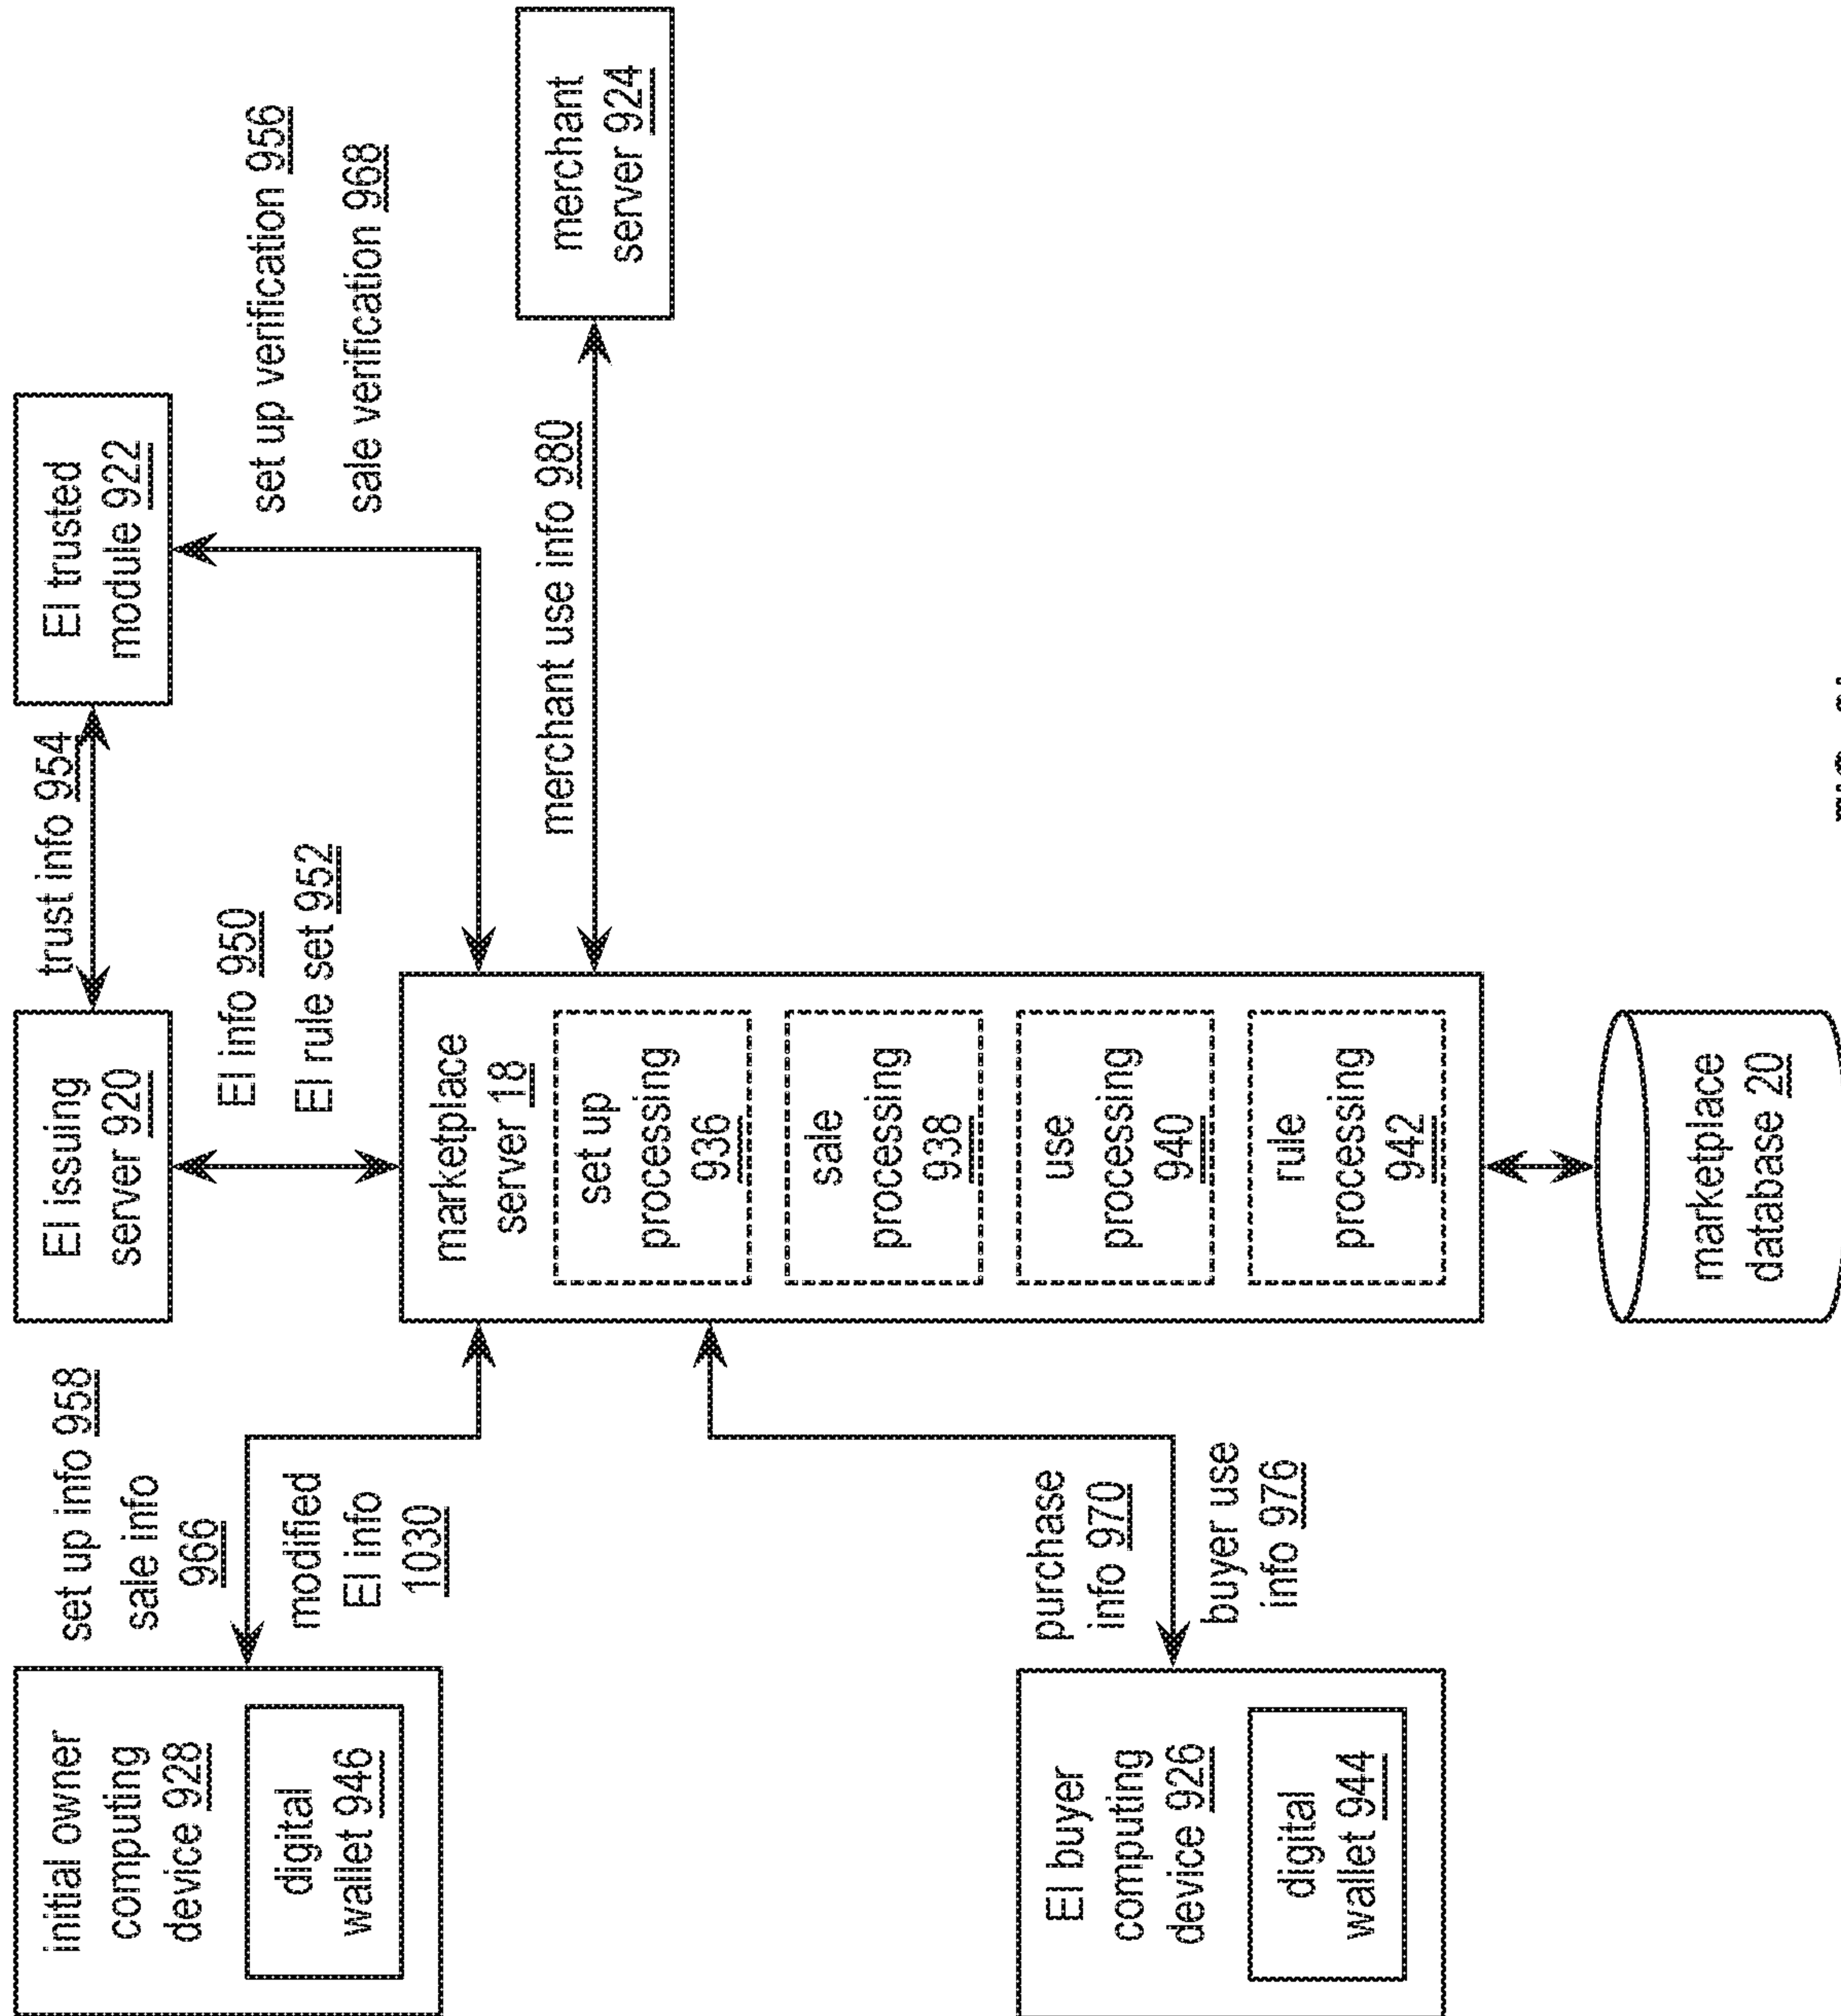 initial owner
computing
device 928
digital
wallet 946
set up info 958
sale info
966
modified
EI info
1030
EI issuing
server 920
trust info 954
EI trusted
module 922
EI info 950
EI rule set 952
set up verification 956
sale verification 968
marketplace
server 18
set up
processing
936
sale
processing
938
use
processing
940
rule
processing
942
merchant use info 980
merchant
server 924
EI buyer
computing
device 926
digital
wallet 944
purchase
info 970
buyer use
info 976
marketplace
database 20